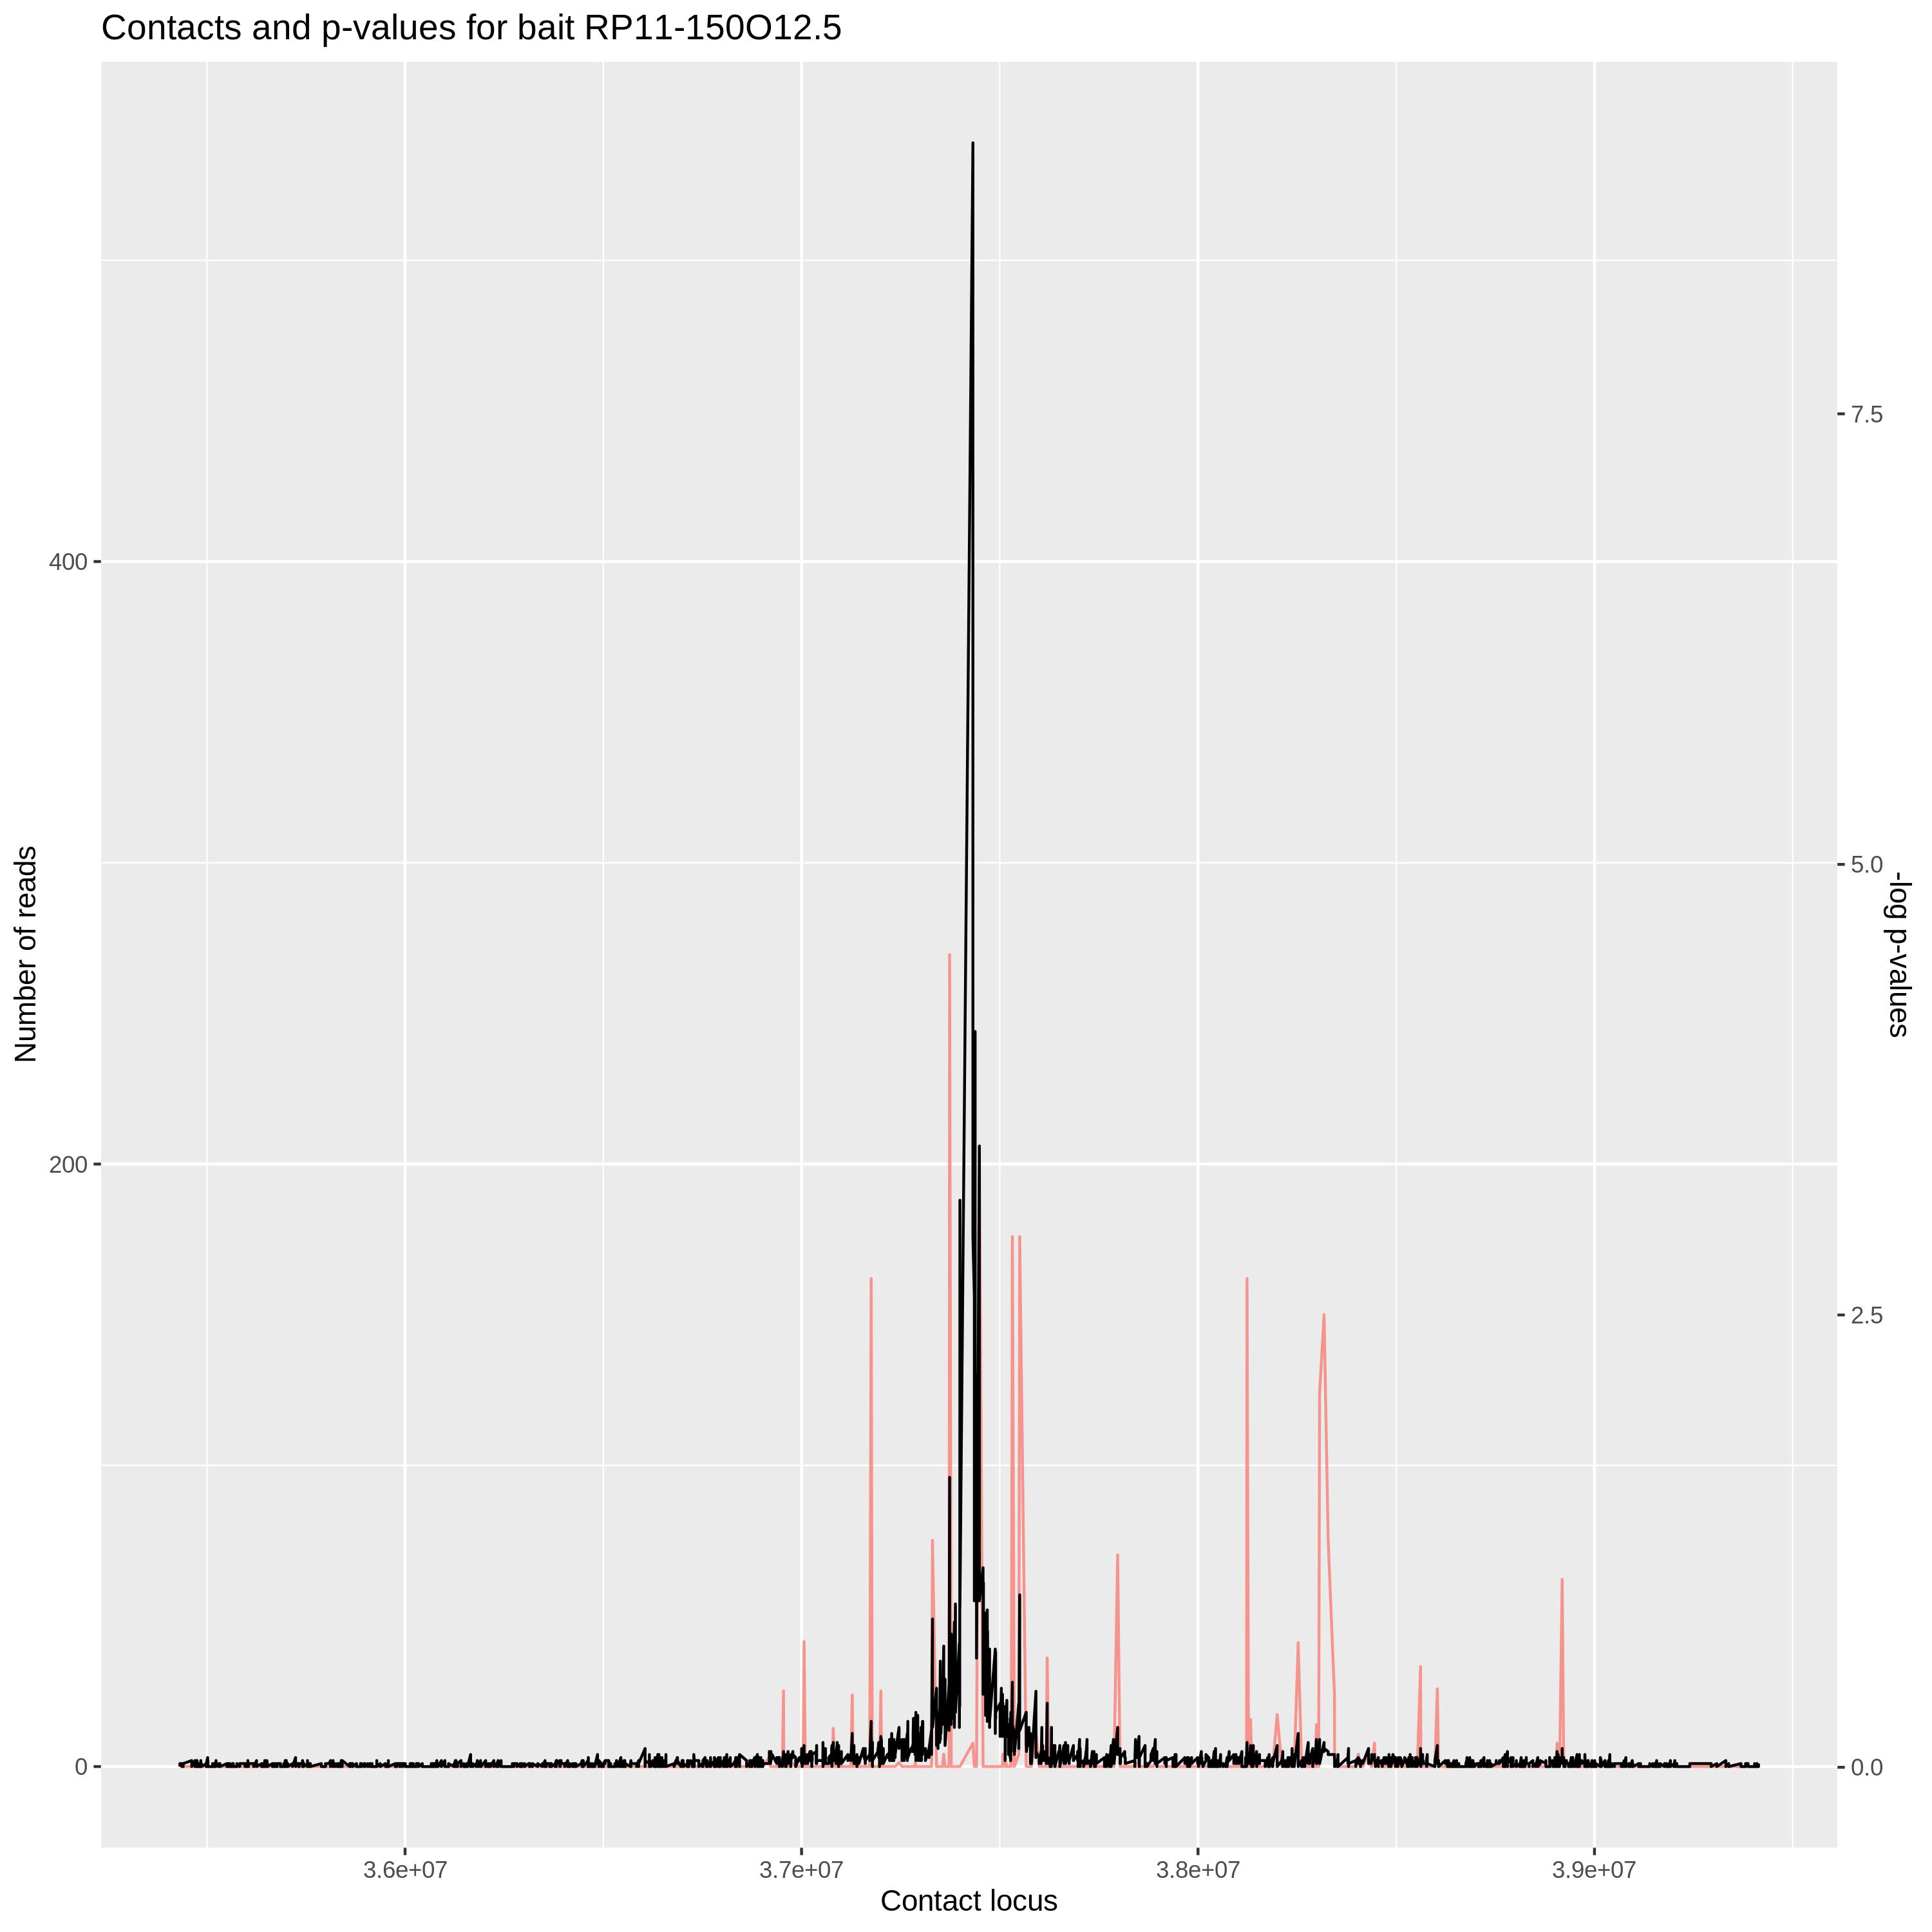 Contacts and p-values for bait RP11-150O12.5
Number of reads
400
200
0
7.5
5.0
2.5
0.0
-log p-values
3.6e+07
3.7e+07
3.8e+07
3.9e+07
Contact locus